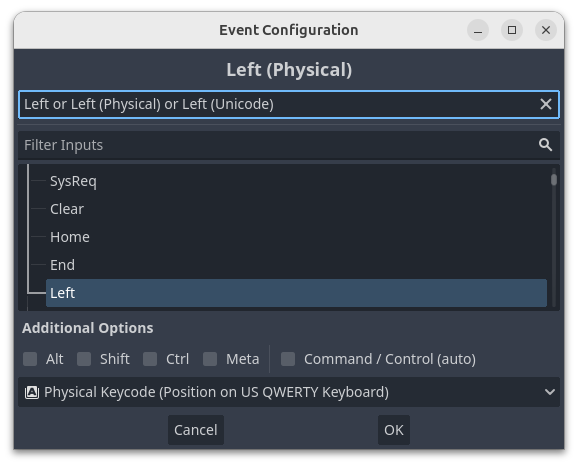 Event Configuration
Left (Physical)
Left or Left (Physical) or Left (Unicode)
Filter Inputs
SysReq
Clear
Home
End
Left
Additional Options
Alt Shift Ctrl Meta Command / Control (auto)
Physical Keycode (Position on US QWERTY Keyboard)
Cancel OK